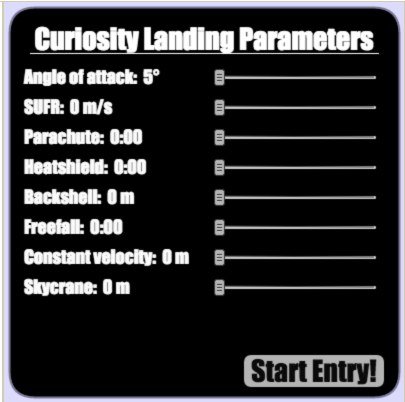 Curiosity Landing Parameters
Angle of attack: 5°
SUFR: 0 m/s
Parachute: 0:00
Heatshield: 0:00
Backshell: 0 m
Freefall: 0:00
Constant velocity: 0 m
Skycrane: 0 m
Start Entry!